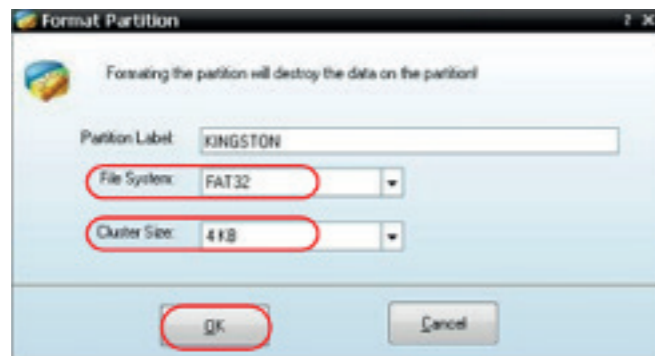 Format Partition
Formating the partition will destroy the data on the partition!
Partition Label: KINGSTON
File System: FAT32
Cluster Size: 4 KB
OK Cancel